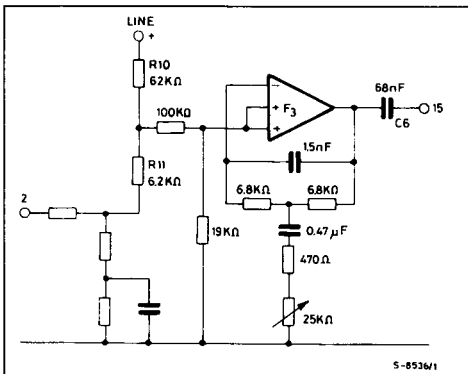 LINE
+
R10
62KΩ
100KΩ
R11
6.2KΩ
2
19KΩ
-
+
+
F3
68nF
C6
15
1.5nF
6.8KΩ
6.8KΩ
0.47µF
470Ω
25KΩ
S-8536/1